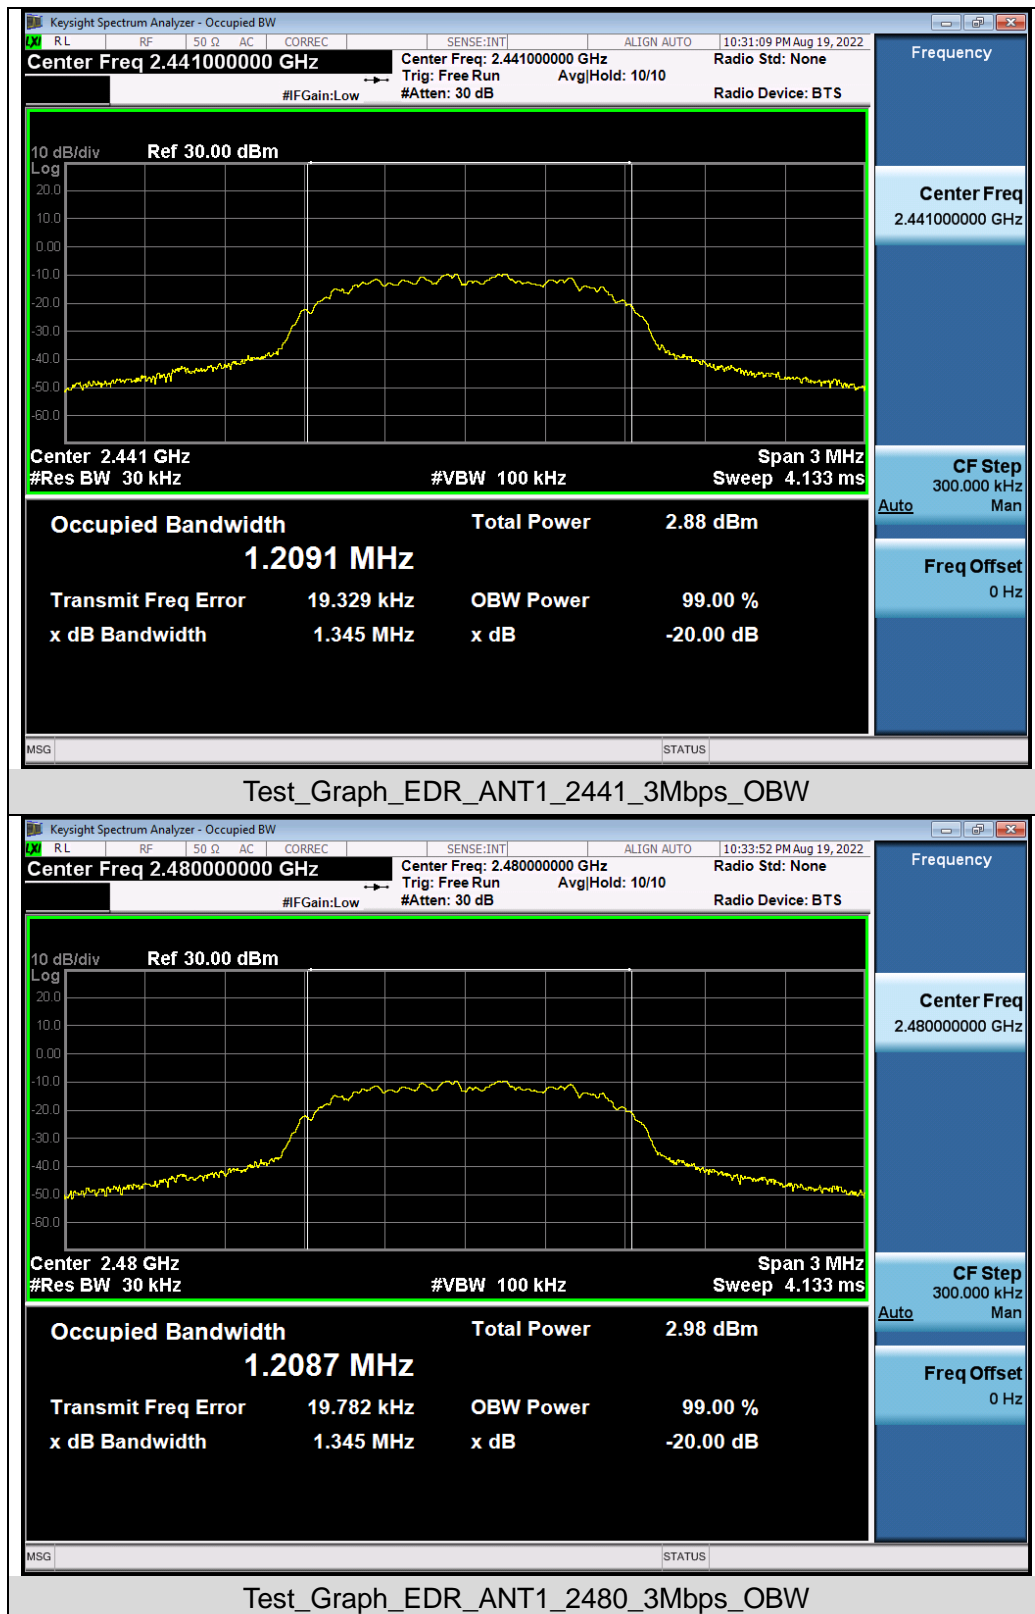 Keysight Spectrum Analyzer - Occupied BW
LXI RL RF 50 Ω AC CORREC SENSE:INT ALIGN AUTO 10:31:09 PM Aug 19, 2022
Center Freq 2.441000000 GHz
Center Freq: 2.441000000 GHz
Radio Std: None
Trig: Free Run Avg|Hold: 10/10
#IFGain:Low
#Atten: 30 dB
Radio Device: BTS
Frequency
10 dB/div Ref 30.00 dBm
Log
20.0
10.0
0.00
-10.0
-20.0
-30.0
-40.0
-50.0
-60.0
Center 2.441 GHz
Span 3 MHz
#Res BW 30 kHz
#VBW 100 kHz
Sweep 4.133 ms
Center Freq
2.441000000 GHz
CF Step
300.000 kHz
Auto Man
Freq Offset
0 Hz
Occupied Bandwidth
1.2091 MHz
Total Power 2.88 dBm
Transmit Freq Error 19.329 kHz
OBW Power 99.00 %
x dB Bandwidth 1.345 MHz
x dB -20.00 dB
MSG STATUS
Test_Graph_EDR_ANT1_2441_3Mbps_OBW
Keysight Spectrum Analyzer - Occupied BW
LXI RL RF 50 Ω AC CORREC SENSE:INT ALIGN AUTO 10:33:52 PM Aug 19, 2022
Center Freq 2.480000000 GHz
Center Freq: 2.480000000 GHz
Radio Std: None
Trig: Free Run Avg|Hold: 10/10
#IFGain:Low
#Atten: 30 dB
Radio Device: BTS
Frequency
10 dB/div Ref 30.00 dBm
Log
20.0
10.0
0.00
-10.0
-20.0
-30.0
-40.0
-50.0
-60.0
Center 2.48 GHz
Span 3 MHz
#Res BW 30 kHz
#VBW 100 kHz
Sweep 4.133 ms
Center Freq
2.480000000 GHz
CF Step
300.000 kHz
Auto Man
Freq Offset
0 Hz
Occupied Bandwidth
1.2087 MHz
Total Power 2.98 dBm
Transmit Freq Error 19.782 kHz
OBW Power 99.00 %
x dB Bandwidth 1.345 MHz
x dB -20.00 dB
MSG STATUS
Test_Graph_EDR_ANT1_2480_3Mbps_OBW